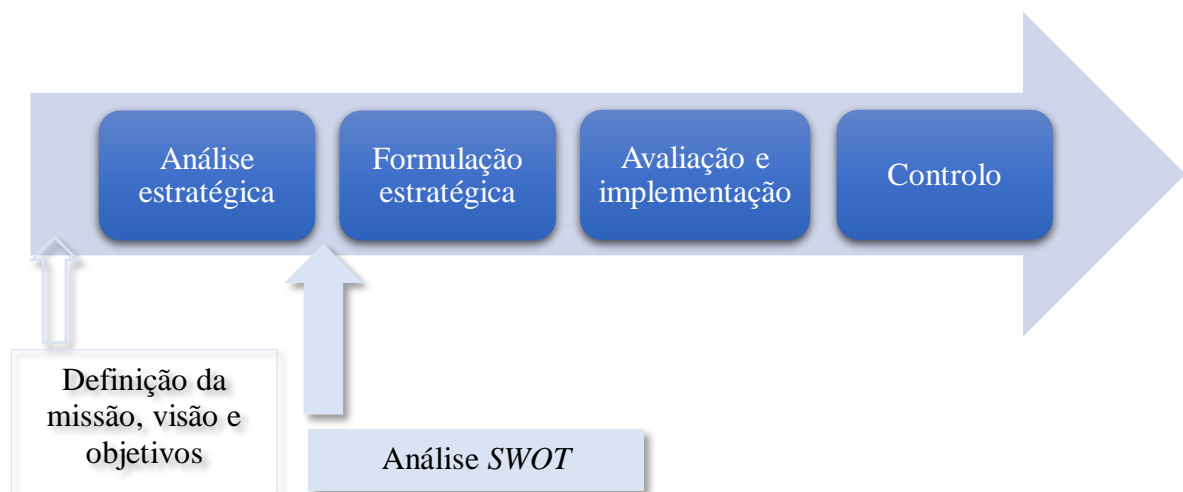 Análise
estratégica
Formulação
estratégica
Avaliação e
implementação
Controlo
Definição da
missão, visão e
objetivos
Análise SWOT